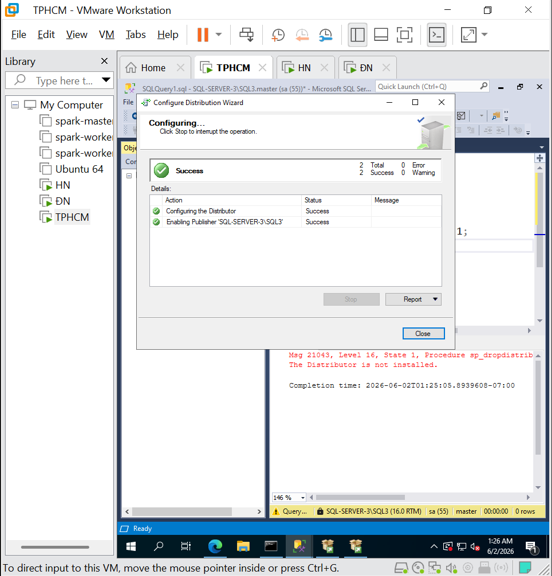 TPHCM - VMware Workstation
File Edit View VM Tabs Help
Library
Type here t...
My Computer
spark-master
spark-worke
spark-worke
Ubuntu 64
HN
ĐN
TPHCM
Home TPHCM HN ĐN
SQLQuery1.sql - SQL-SERVER-3\SQL3.master (sa (55))* - Microsoft SQL Ser...
Quick Launch (Ctrl+Q)
File
Obje
Con
Configure Distribution Wizard
Configuring...
Click Stop to interrupt the operation.
Success
2 Total 0 Error
2 Success 0 Warning
Details:
Action Status Message
Configuring the Distributor Success
Enabling Publisher 'SQL-SERVER-3\SQL3' Success
Stop Report
Close
1;
Msg 21043, Level 16, State 1, Procedure sp_dropdistrib
The Distributor is not installed.
Completion time: 2026-06-02T01:25:05.8939608-07:00
146 %
Query... SQL-SERVER-3\SQL3 (16.0 RTM) sa (55) master 00:00:00 0 rows
Ready
1:26 AM
6/2/2026
To direct input to this VM, move the mouse pointer inside or press Ctrl+G.